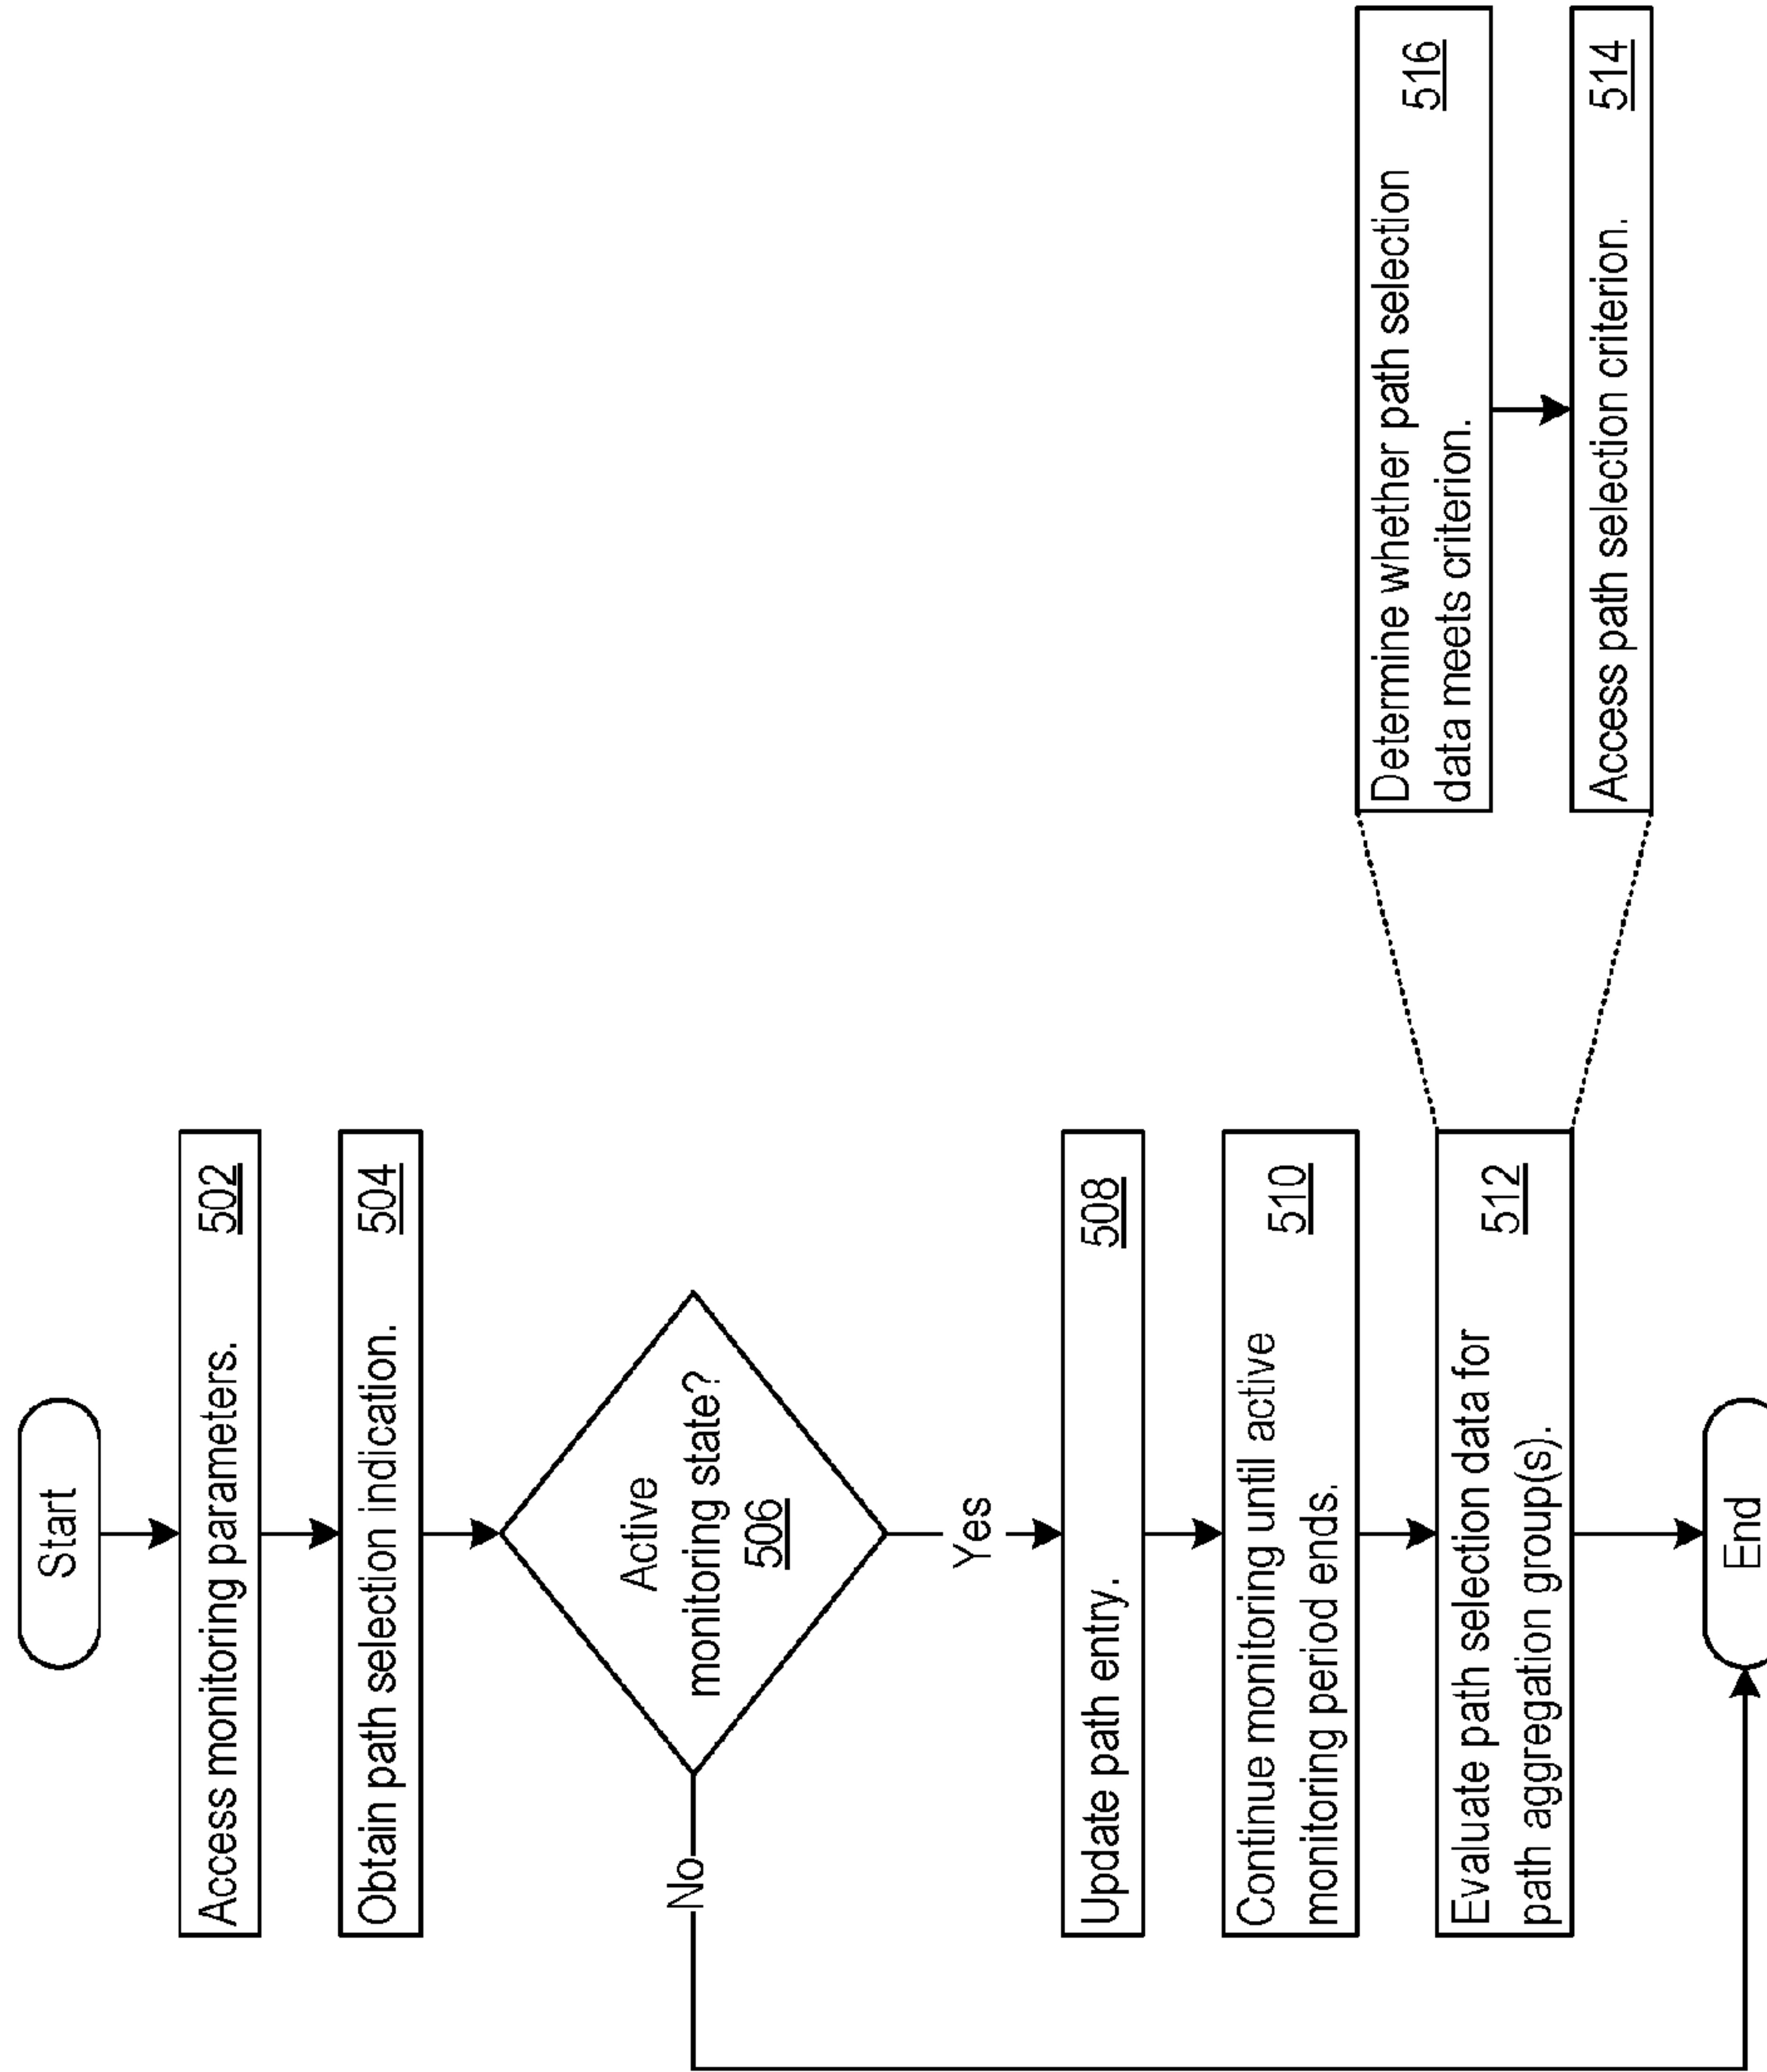 Start
Access monitoring parameters. 502
Obtain path selection indication. 504
Active
monitoring state?
506
No
Yes
Update path entry. 508
Continue monitoring until active
monitoring period ends. 510
Evaluate path selection data for
path aggregation group(s). 512
End
Determine whether path selection
data meets criterion. 516
Access path selection criterion. 514